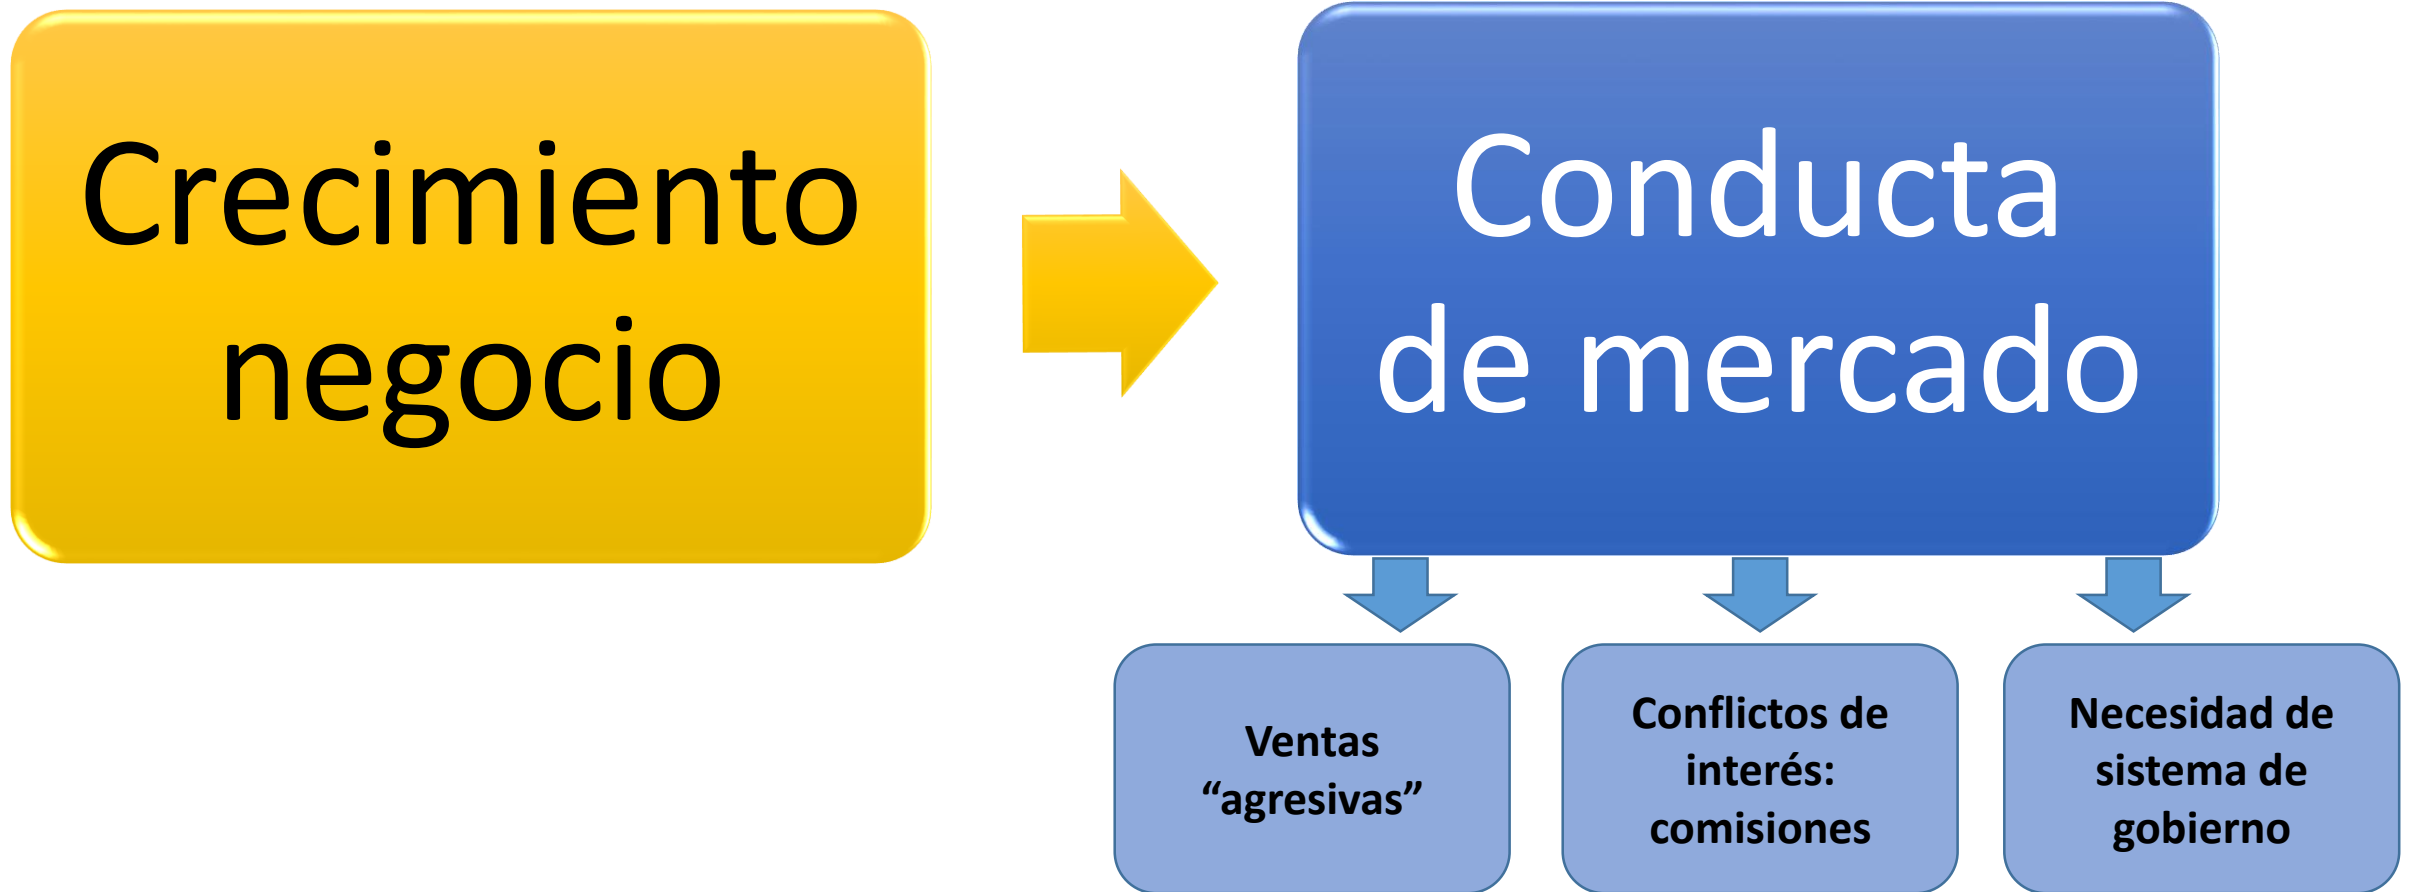 Crecimiento
negocio
Conducta
de mercado
Ventas
“agresivas”
Conflictos de
interés:
comisiones
Necesidad de
sistema de
gobierno